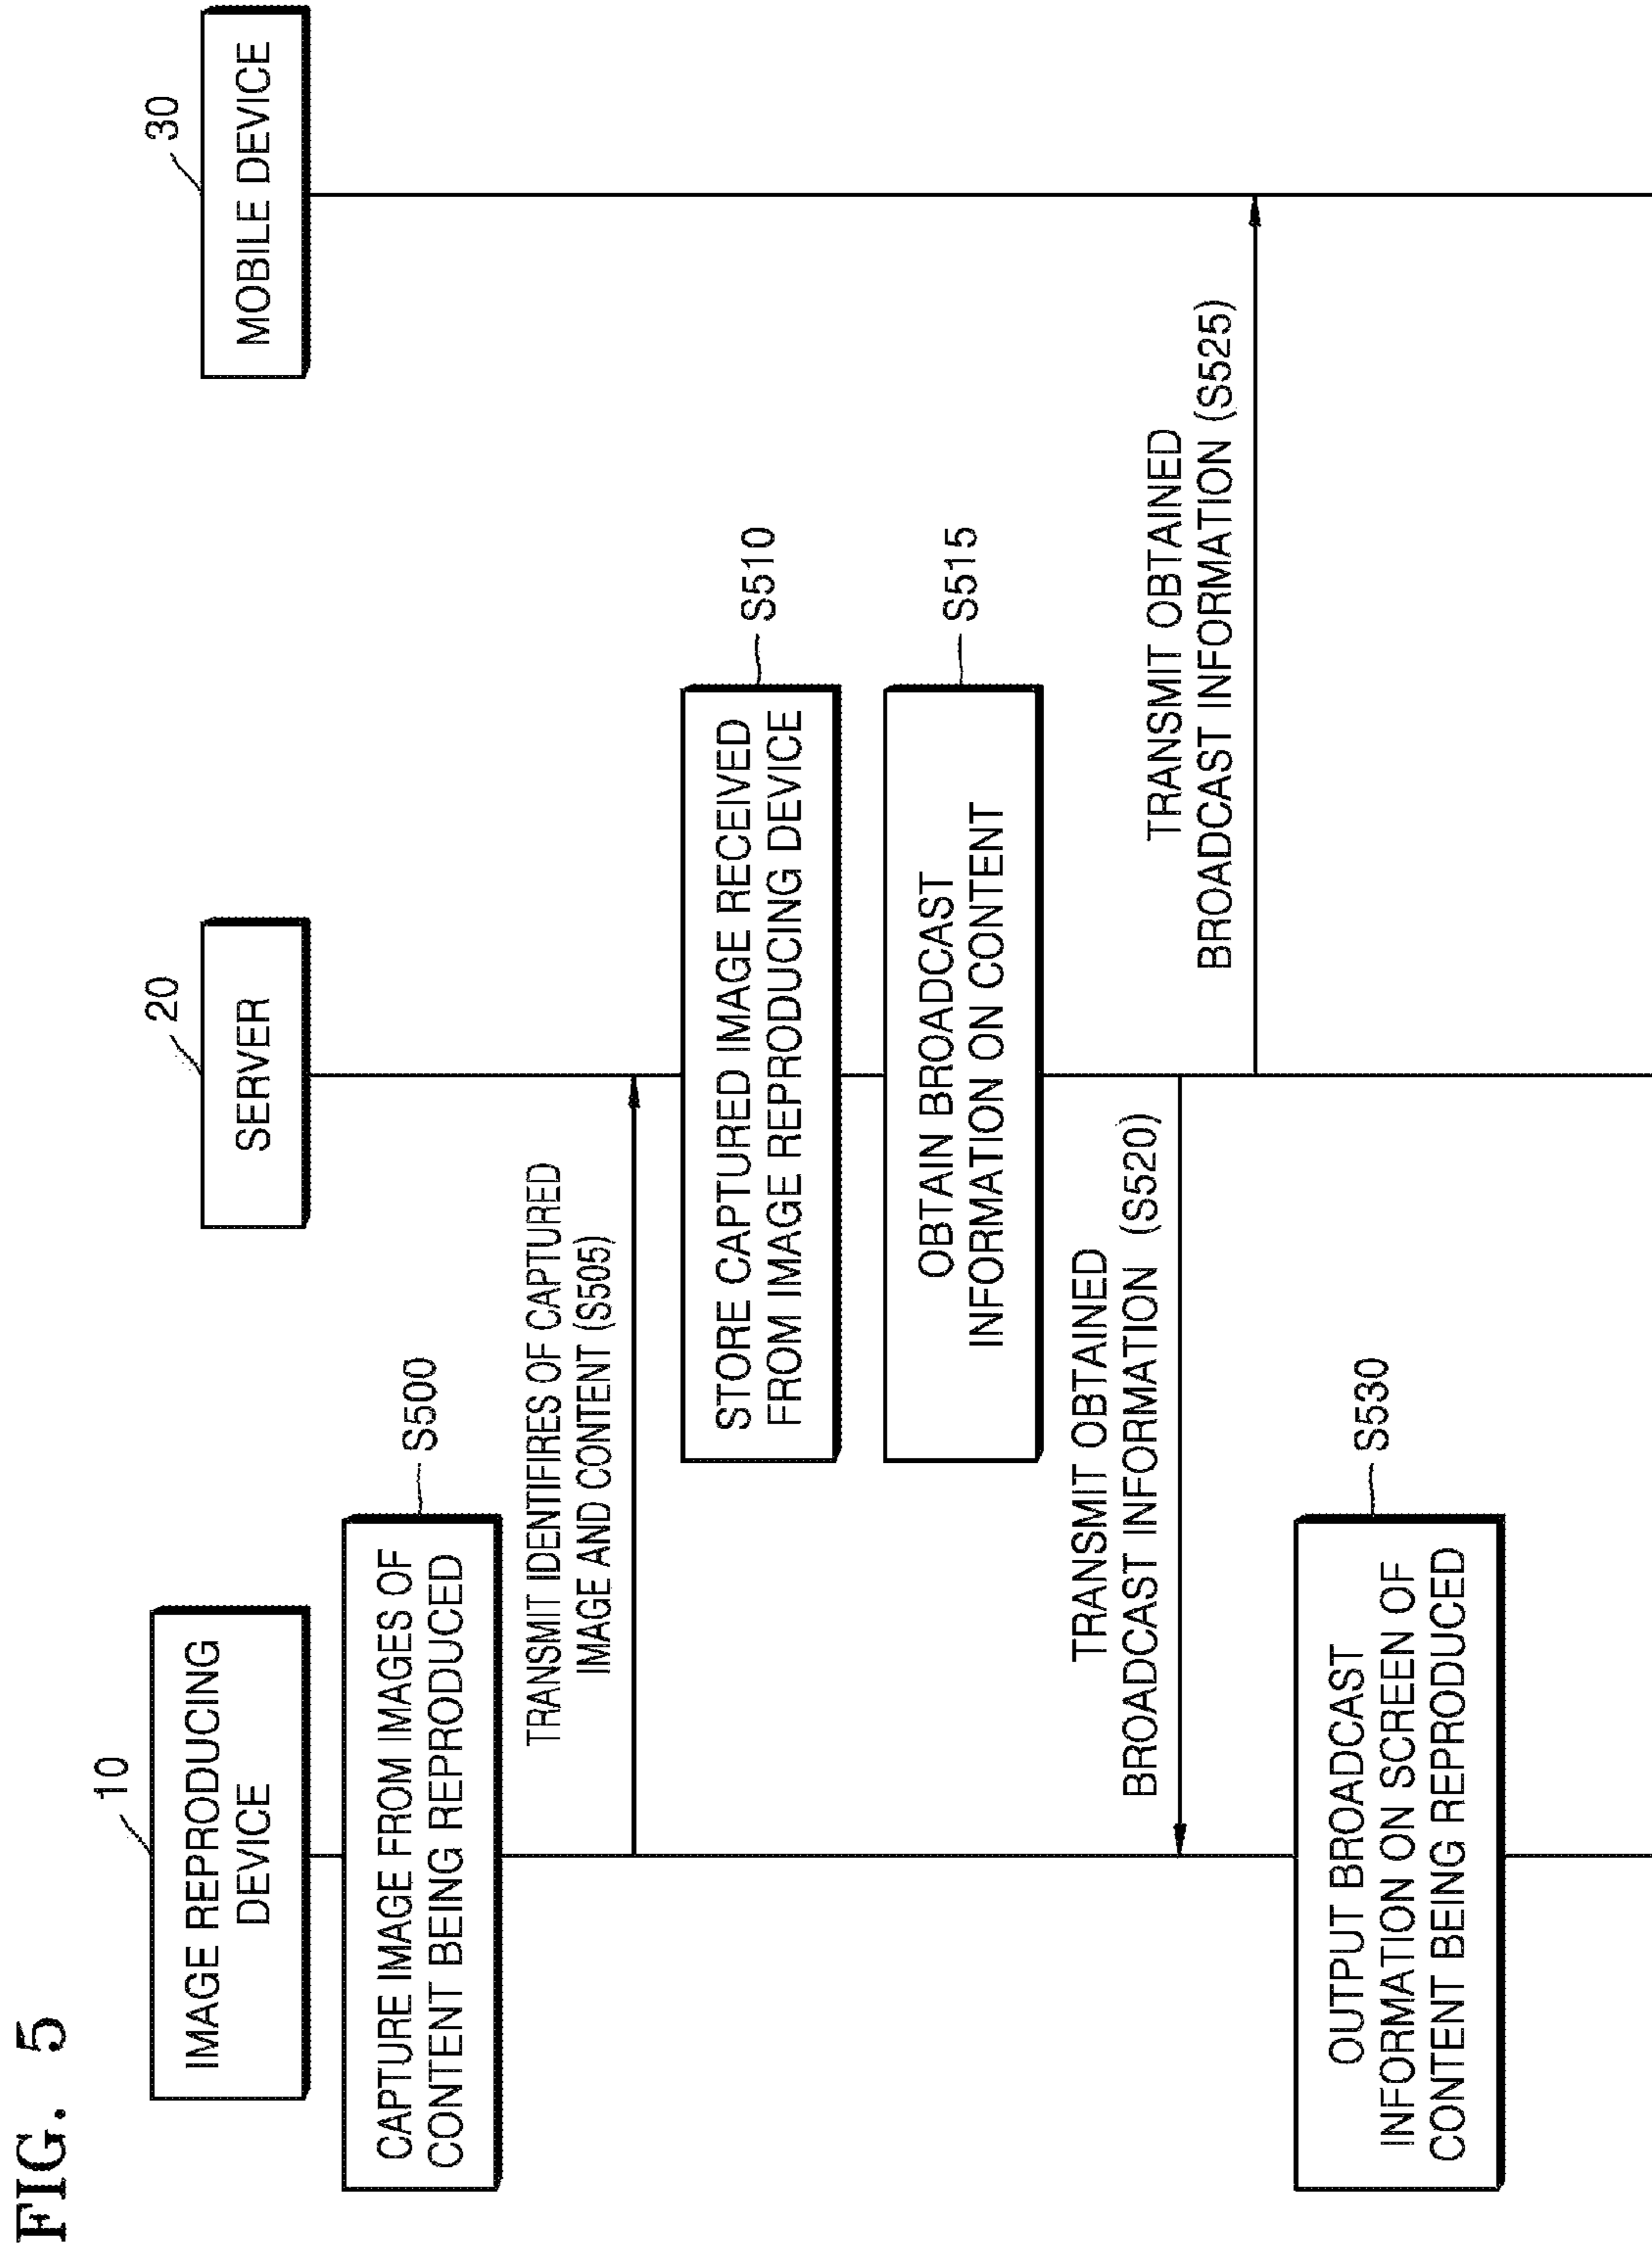 FIG. 5
10
IMAGE REPRODUCING
DEVICE
20
SERVER
30
MOBILE DEVICE
CAPTURE IMAGE FROM IMAGES OF
CONTENT BEING REPRODUCED
S500
TRANSMIT IDENTIFIRES OF CAPTURED
IMAGE AND CONTENT (S505)
STORE CAPTURED IMAGE RECEIVED
FROM IMAGE REPRODUCING DEVICE
S510
OBTAIN BROADCAST
INFORMATION ON CONTENT
S515
TRANSMIT OBTAINED
BROADCAST INFORMATION (S520)
TRANSMIT OBTAINED
BROADCAST INFORMATION (S525)
OUTPUT BROADCAST
INFORMATION ON SCREEN OF
CONTENT BEING REPRODUCED
S530